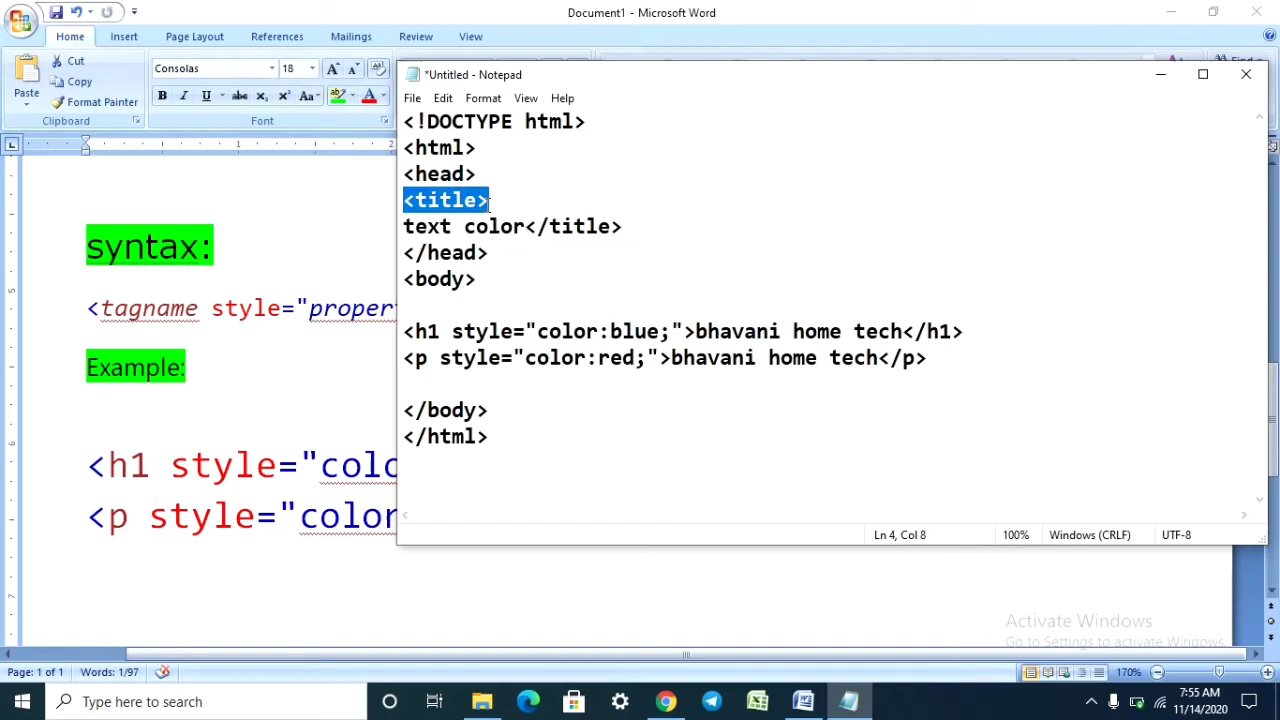 Document1 - Microsoft Word
Home Insert Page Layout References Mailings Review View
Paste
Cut
Copy
Format Painter
Clipboard
Consolas 18
Font
*Untitled - Notepad
File Edit Format View Help
<!DOCTYPE html>
<html>
<head>
<title>
text color</title>
</head>
<body>
<h1 style="color:blue;">bhavani home tech</h1>
<p style="color:red;">bhavani home tech</p>
</body>
</html>
Ln 4, Col 8 100% Windows (CRLF) UTF-8
syntax:
<tagname style="proper
Example:
<h1 style="colo
<p style="color
Activate Windows
Go to Settings to activate Windows.
Page: 1 of 1 Words: 1/97 170%
Type here to search
7:55 AM
11/14/2020